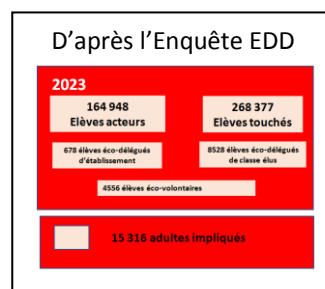 D'après l'Enquête EDD
2023
164 948
Elèves acteurs
268 377
Elèves touchés
678 élèves éco-délégués
d'établissement
8528 élèves éco-délégués
de classe élus
4556 élèves éco-volontaires
15 316 adultes impliqués